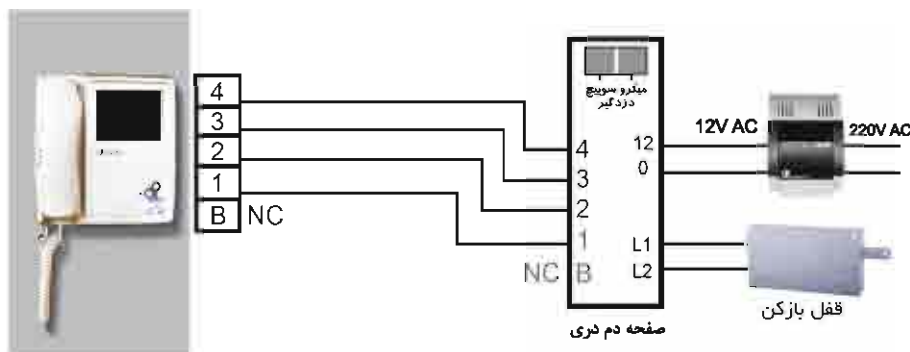 4
3
2
1
B NC
میکرو سوییچ
دزدگیر
4
3
2
1
NC B
12
0
L1
L2
صفحه دم دری
12V AC
220V AC
قفل بازکن